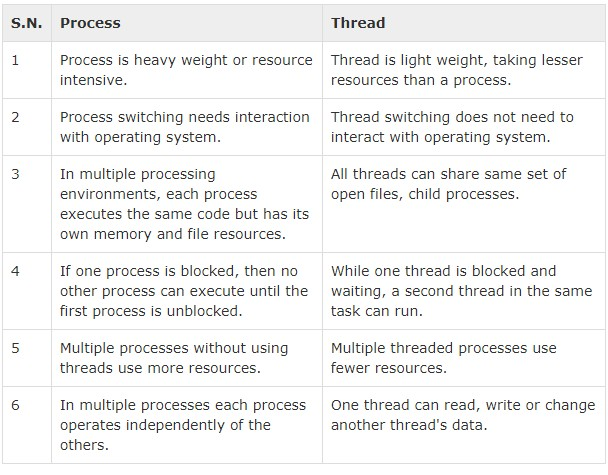 S.N. Process Thread
1 Process is heavy weight or resource Thread is light weight, taking lesser
intensive. resources than a process.
2 Process switching needs interaction Thread switching does not need to
with operating system. interact with operating system.
3 In multiple processing All threads can share same set of
environments, each process open files, child processes.
executes the same code but has its
own memory and file resources.
4 If one process is blocked, then no While one thread is blocked and
other process can execute until the waiting, a second thread in the same
first process is unblocked. task can run.
5 Multiple processes without using Multiple threaded processes use
threads use more resources. fewer resources.
6 In multiple processes each process One thread can read, write or change
operates independently of the another thread's data.
others.